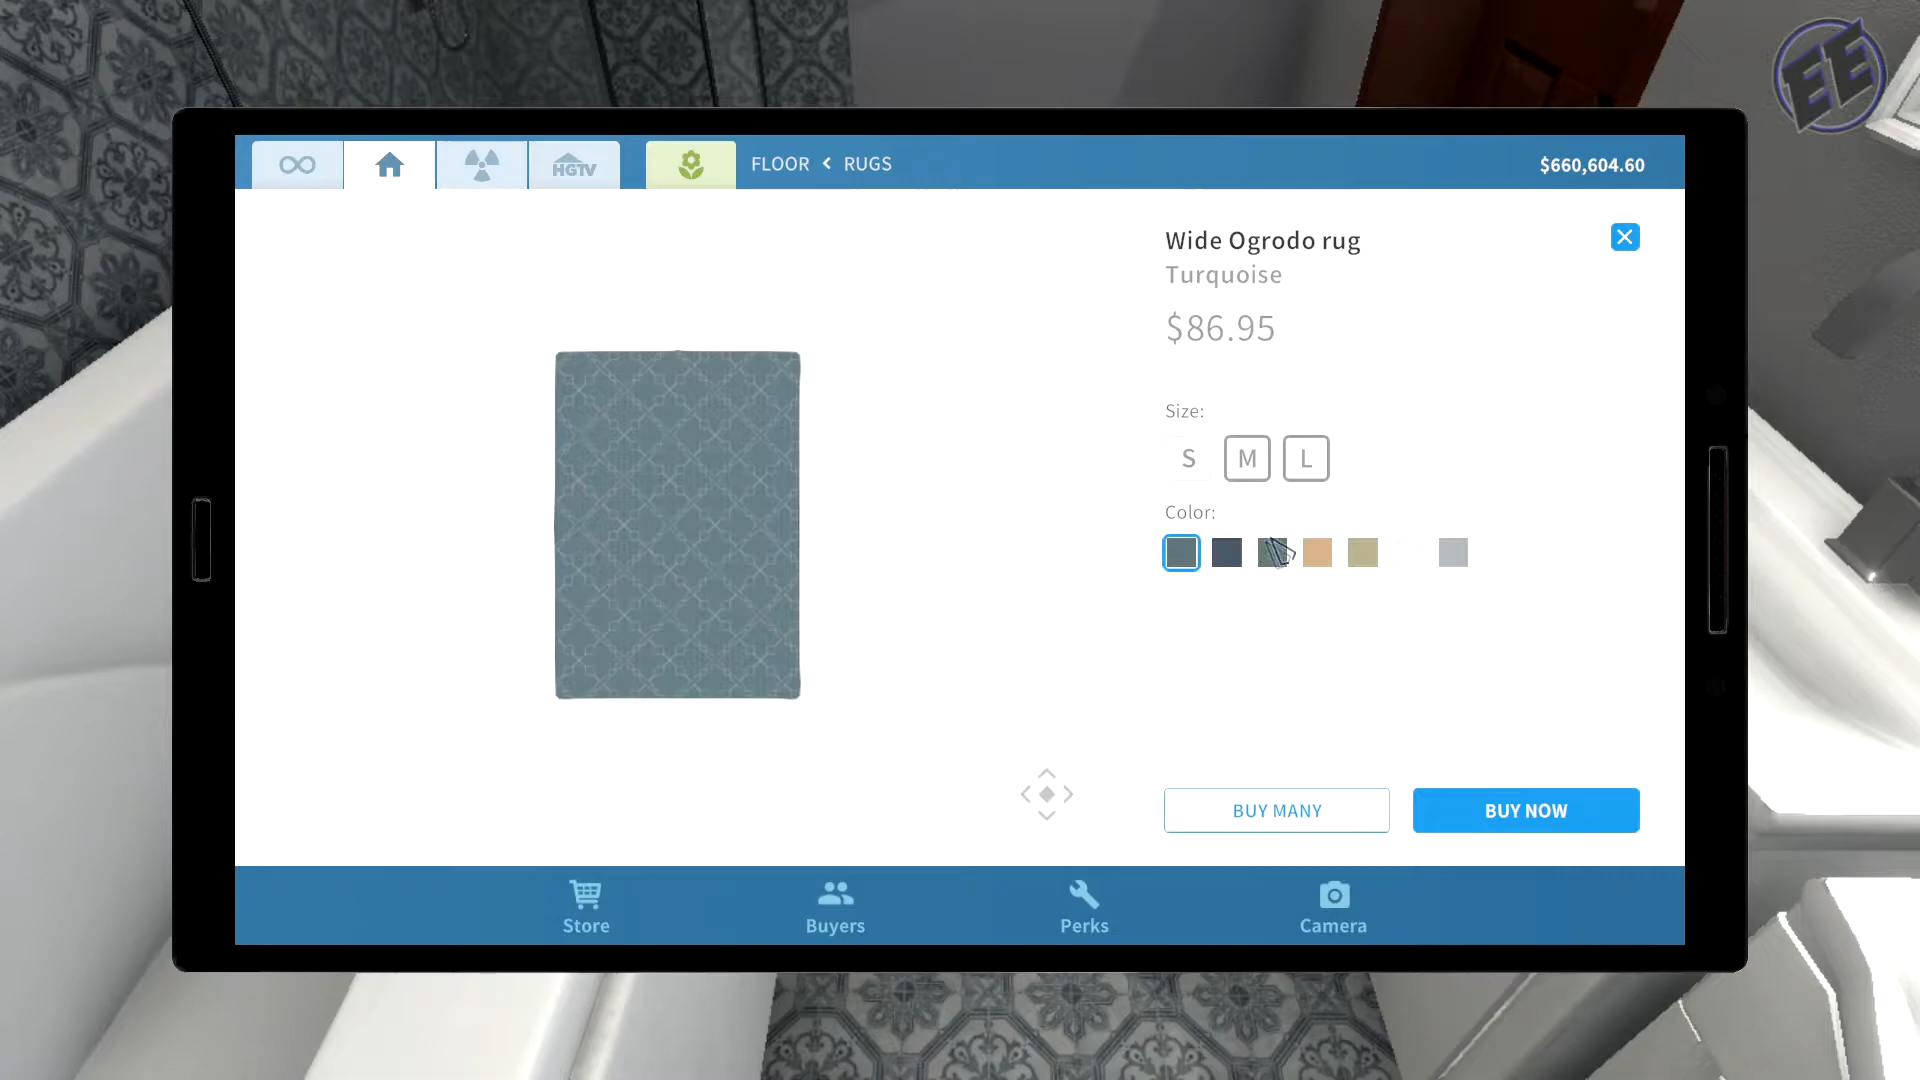 EE
HGTV
FLOOR < RUGS
$660,604.60
Wide Ogrodo rug
Turquoise
$86.95
Size:
S M L
Color:
BUY MANY
BUY NOW
Store
Buyers
Perks
Camera